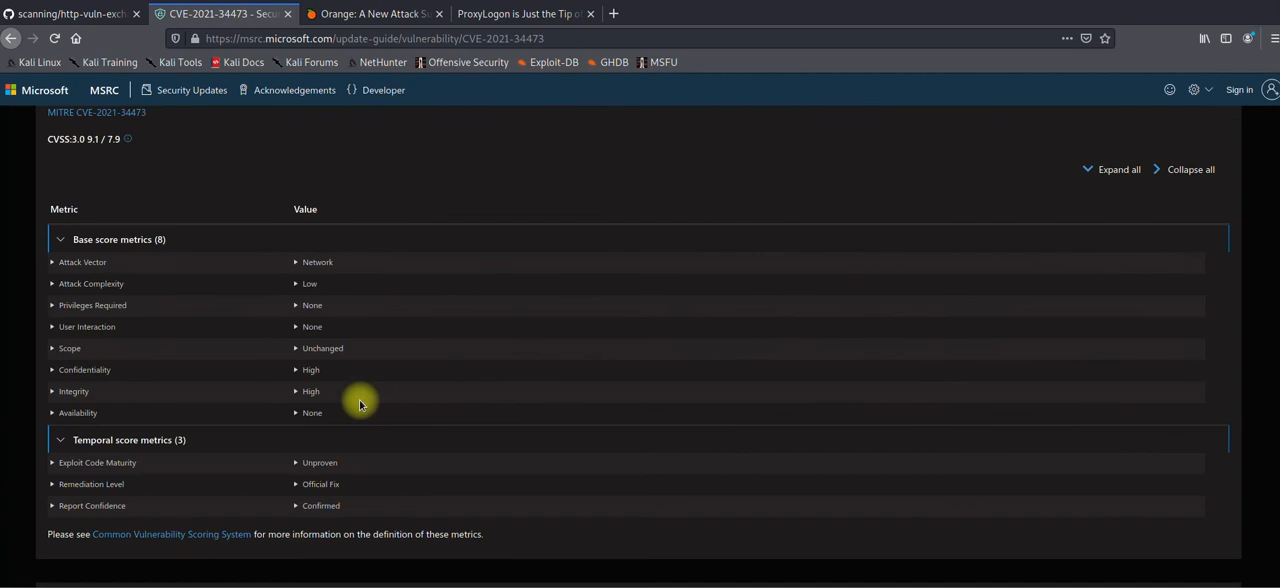 scanning/http-vuln-exch
CVE-2021-34473 - Secu
Orange: A New Attack Su
ProxyLogon is Just the Tip o
https://msrc.microsoft.com/update-guide/vulnerability/CVE-2021-34473
Kali Linux Kali Training Kali Tools Kali Docs Kali Forums NetHunter Offensive Security Exploit-DB GHDB MSFU
Microsoft MSRC Security Updates Acknowledgements Developer Sign in
MITRE CVE-2021-34473
CVSS:3.0 9.1 / 7.9
Expand all Collapse all
Metric Value
Base score metrics (8)
Attack Vector Network
Attack Complexity Low
Privileges Required None
User Interaction None
Scope Unchanged
Confidentiality High
Integrity High
Availability None
Temporal score metrics (3)
Exploit Code Maturity Unproven
Remediation Level Official Fix
Report Confidence Confirmed
Please see Common Vulnerability Scoring System for more information on the definition of these metrics.